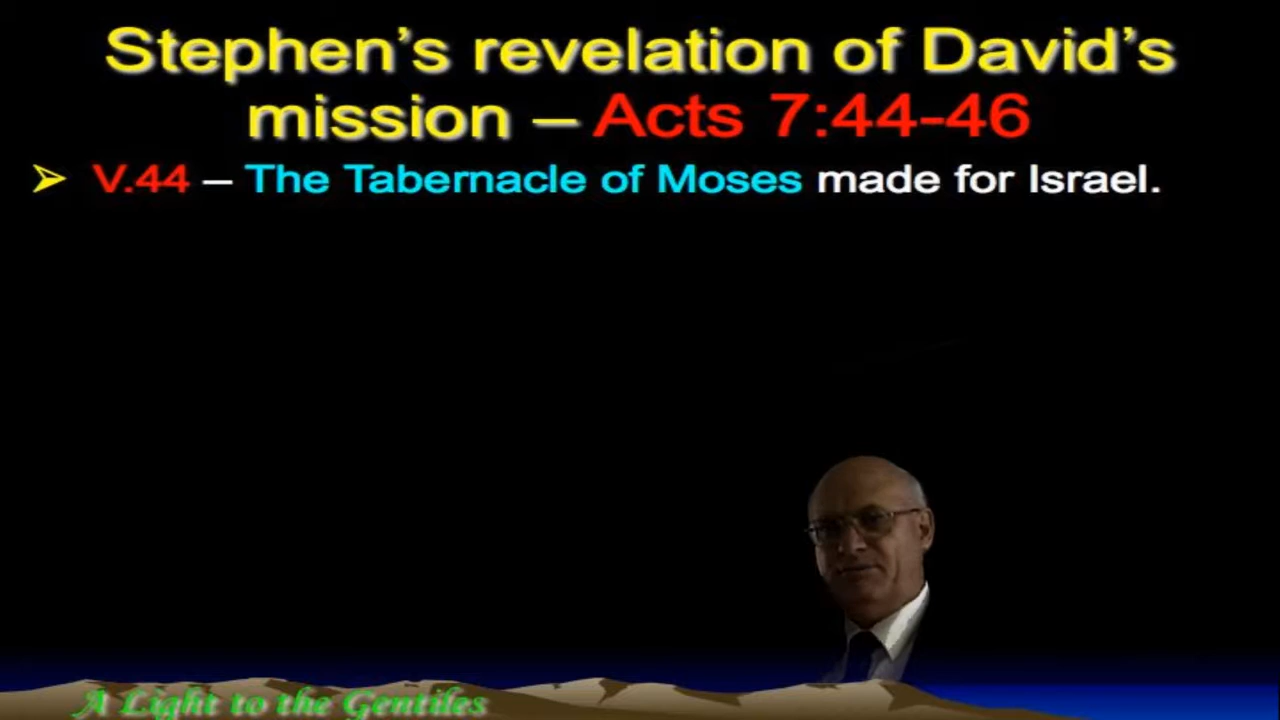 Stephen’s revelation of David’s
mission – Acts 7:44-46
➢ V.44 – The Tabernacle of Moses made for Israel.
A Light to the Gentiles